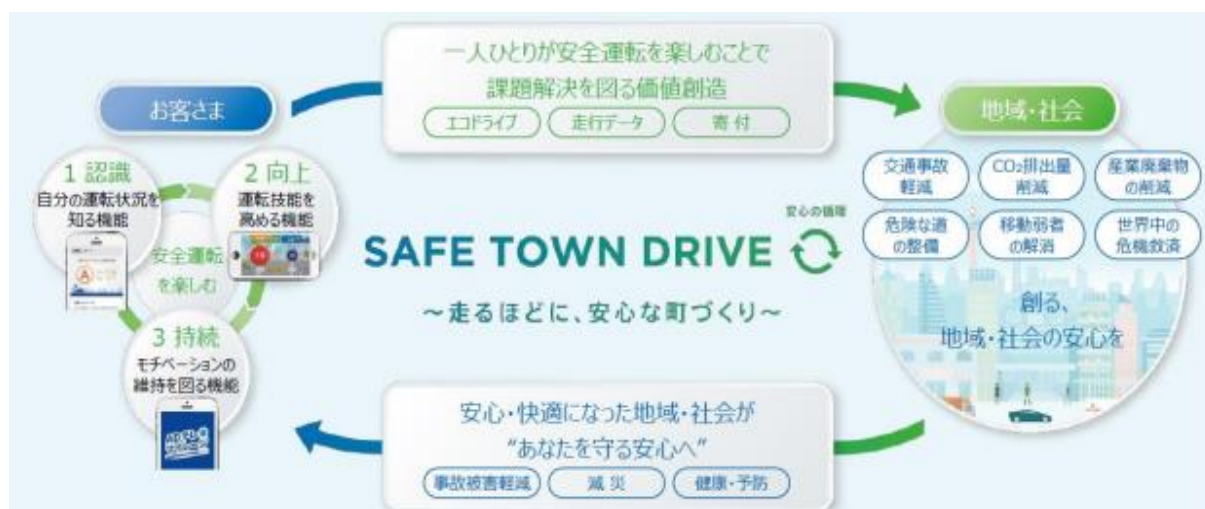 一人ひとりが安全運転を楽しむことで
課題解決を図る価値創造
エコドライブ
走行データ
寄付
お客さま
1 認識
自分の運転状況を
知る機能
2 向上
運転技能を
高める機能
安全運転
を楽しむ
3 持続
モチベーションの
維持を図る機能
安心の循環
SAFE TOWN DRIVE
～走るほどに、安心な町づくり～
地域・社会
交通事故
軽減
CO₂排出量
削減
産業廃棄物
の削減
危険な道
の整備
移動弱者
の解消
世界中の
危機救済
創る、
地域・社会の安心を
安心・快適になった地域・社会が
“あなたを守る安心へ”
事故被害軽減
減災
健康・予防